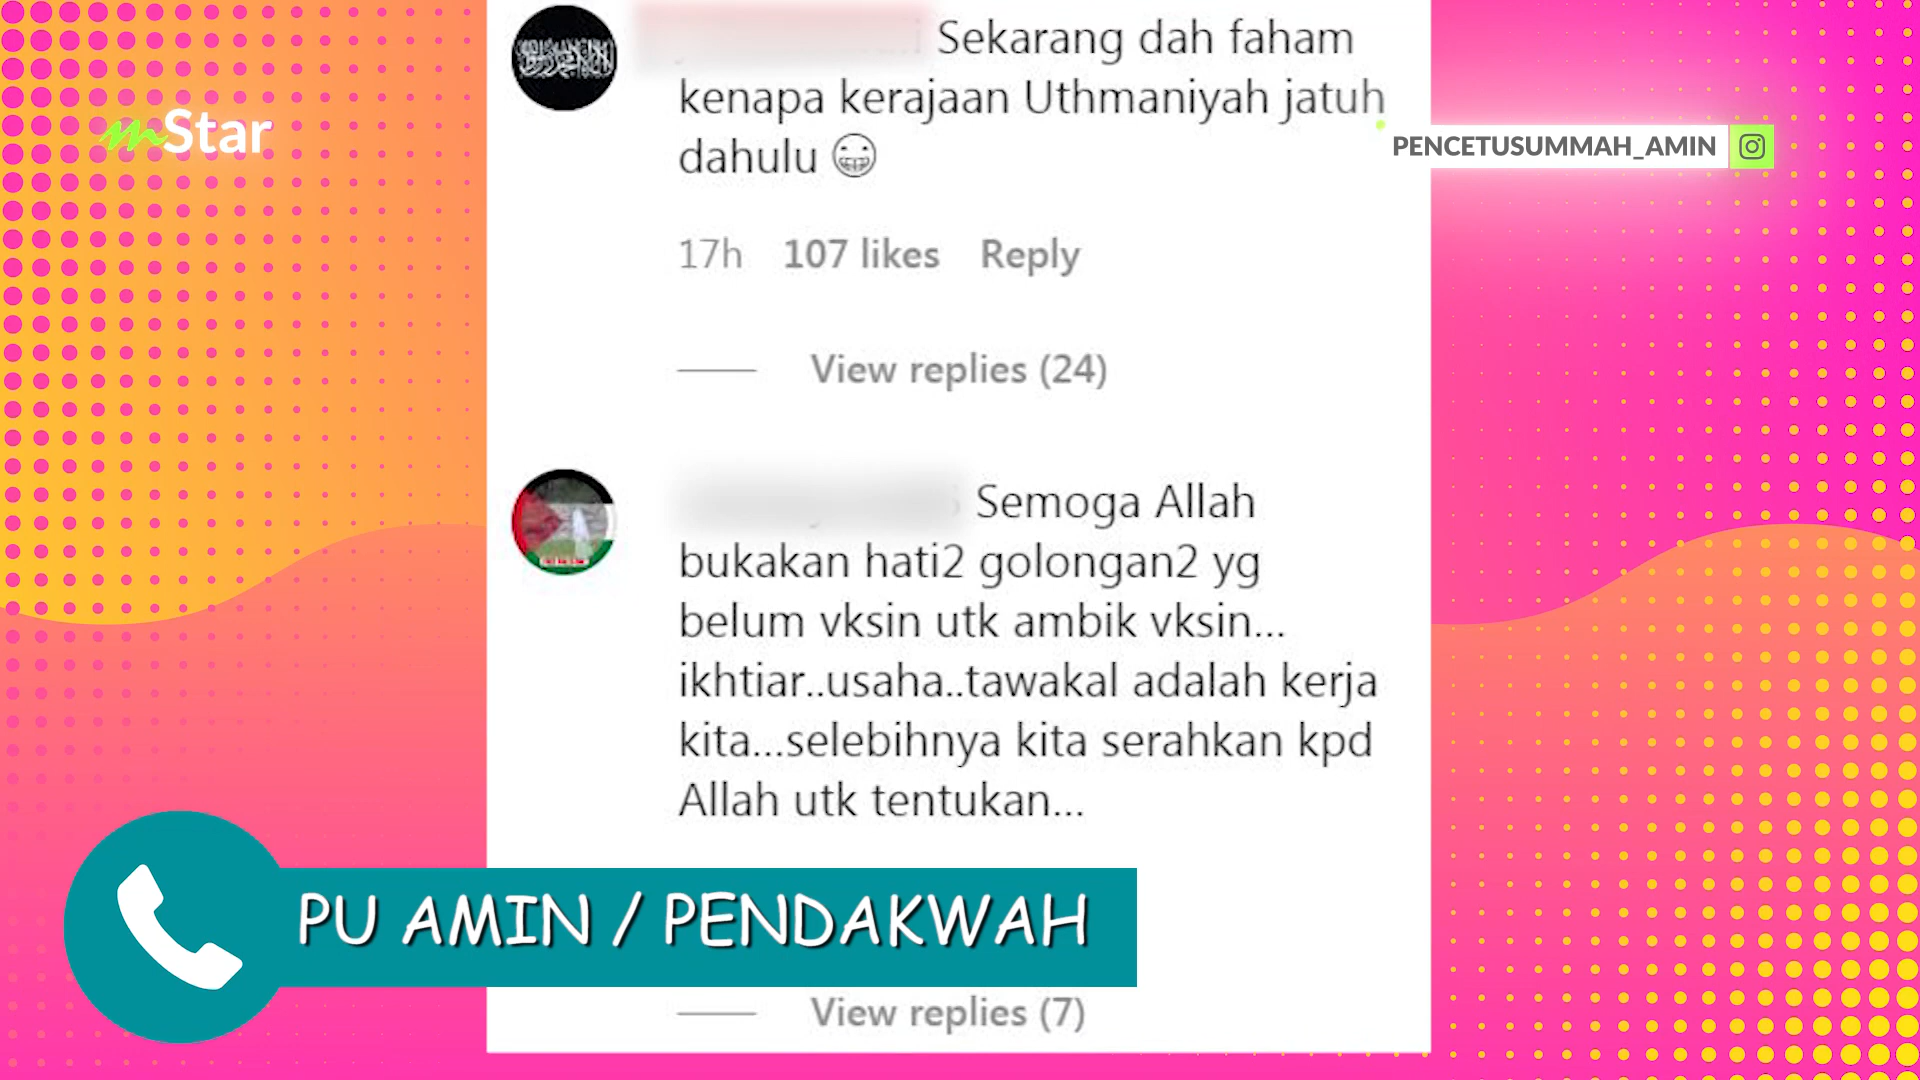 mStar
PENCETUSUMMAH_AMIN
Sekarang dah faham
kenapa kerajaan Uthmaniyah jatuh
dahulu 😁
17h 107 likes Reply
View replies (24)
Semoga Allah
bukakan hati2 golongan2 yg
belum vksin utk ambik vksin...
ikhtiar..usaha..tawakal adalah kerja
kita...selebihnya kita serahkan kpd
Allah utk tentukan...
PU AMIN / PENDAKWAH
View replies (7)